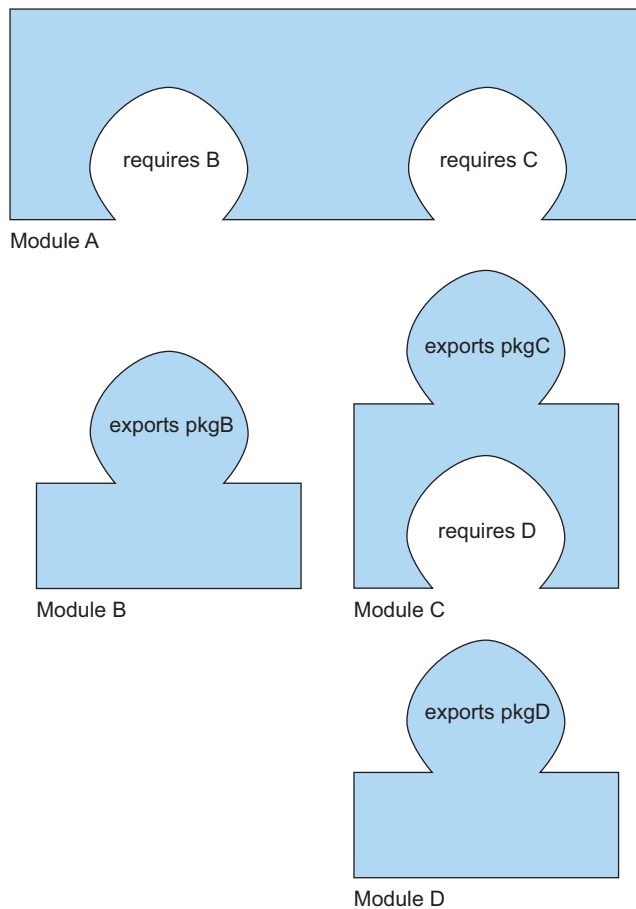 requires B
requires C
Module A
exports pkgC
exports pkgB
requires D
Module B
Module C
exports pkgD
Module D